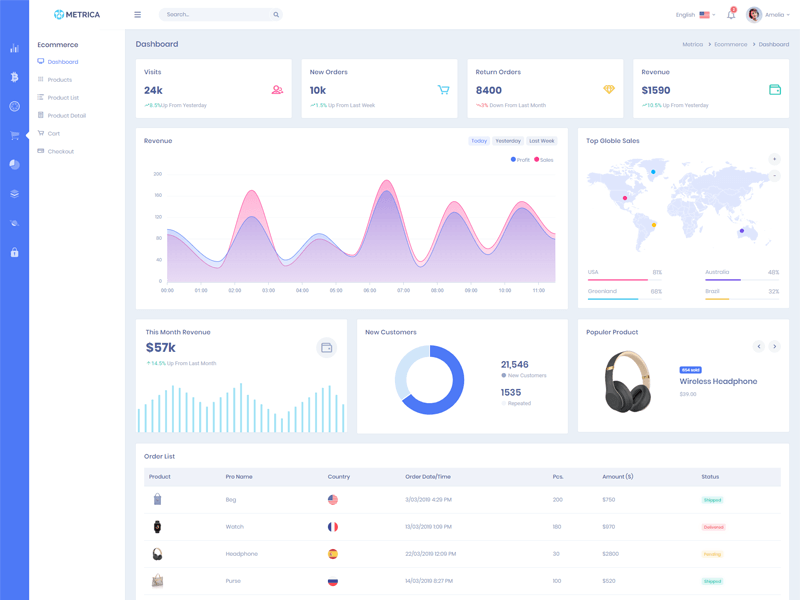 METRICA
Search...
English
3
Amelia
Ecommerce
Dashboard
Products
Product List
Product Detail
Cart
Checkout
Dashboard
Metrica > Ecommerce > Dashboard
Visits
24k
8.5% Up From Yesterday
New Orders
10k
1.5% Up From Last Week
Return Orders
8400
3% Down From Last Month
Revenue
$1590
10.5% Up From Yesterday
Revenue
Today Yesterday Last Week
Profit Sales
200
160
120
80
40
0
00:00 01:00 02:00 03:00 04:00 05:00 06:00 07:00 08:00 09:00 10:00 11:00
Top Globle Sales
+
-
USA 81%
Australia 48%
Greenland 68%
Brazil 32%
This Month Revenue
$57k
14.5% Up From Last Month
New Customers
21,546
New Customers
1535
Repeated
Populer Product
854 sold
Wireless Headphone
$39.00
Order List
Product Pro Name Country Order Date/Time Pcs. Amount ($) Status
Beg 3/03/2019 4:29 PM 200 $750 Shipped
Watch 13/03/2019 1:09 PM 180 $970 Delivered
Headphone 22/03/2019 12:09 PM 30 $2800 Pending
Purse 14/03/2019 8:27 PM 100 $520 Shipped